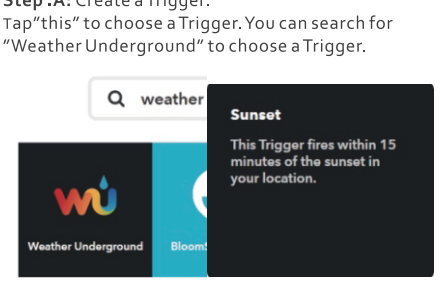 Step .A: Create a Trigger.
Tap"this" to choose a Trigger. You can search for
"Weather Underground" to choose a Trigger.
weather
Sunset
This Trigger fires within 15
minutes of the sunset in
your location.
wu
Weather Underground